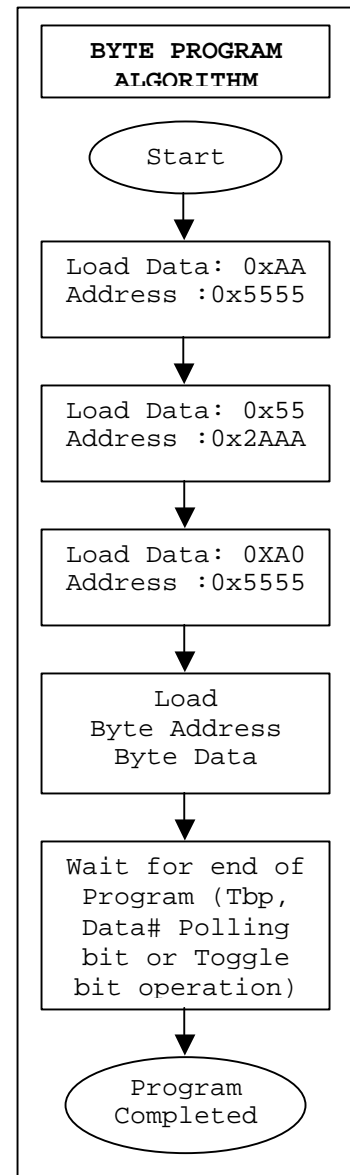 BYTE PROGRAM
ALGORITHM
Start
Load Data: 0xAA
Address :0x5555
Load Data: 0x55
Address :0x2AAA
Load Data: 0XA0
Address :0x5555
Load
Byte Address
Byte Data
Wait for end of
Program (Tbp,
Data# Polling
bit or Toggle
bit operation)
Program
Completed